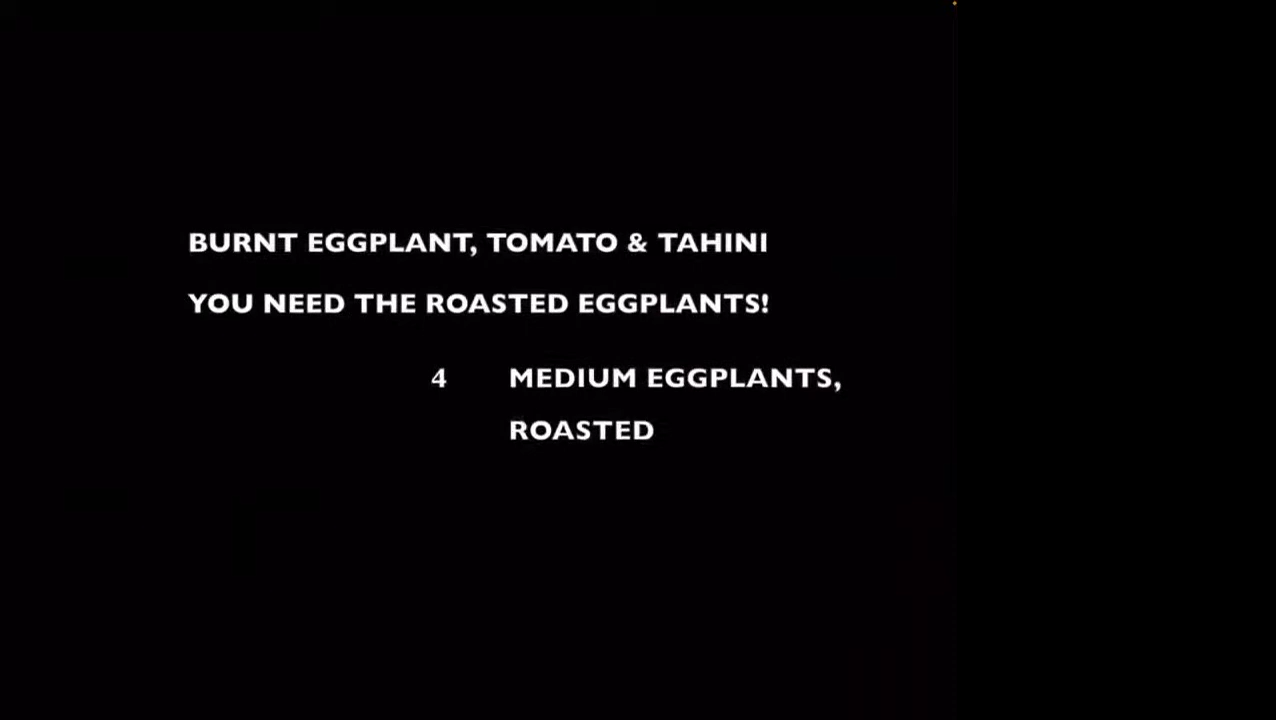 BURNT EGGPLANT, TOMATO & TAHINI
YOU NEED THE ROASTED EGGPLANTS!
4 MEDIUM EGGPLANTS,
ROASTED